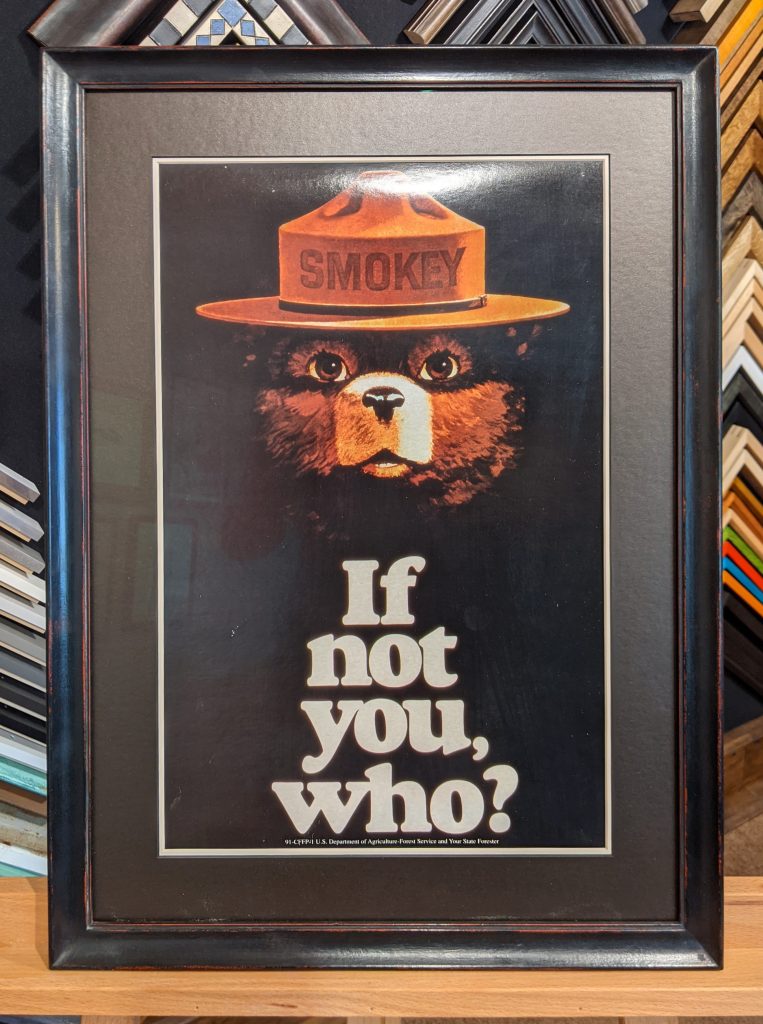 SMOKEY
If
not
you,
who?
91-CFFP-1 U.S. Department of Agriculture-Forest Service and Your State Forester